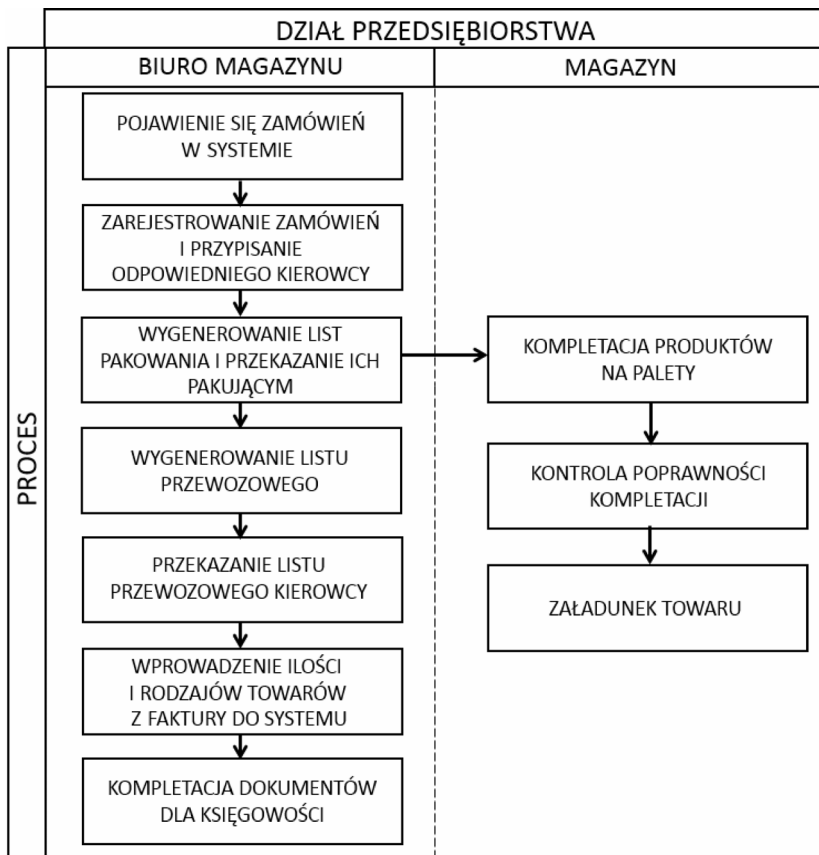 DZIAŁ PRZEDSIĘBIORSTWA
BIURO MAGAZYNU
MAGAZYN
PROCES
POJAWIENIE SIĘ ZAMÓWIEŃ
W SYSTEMIE
ZAREJESTROWANIE ZAMÓWIEŃ
I PRZYPISANIE
ODPOWIEDNIEGO KIEROWCY
WYGENEROWANIE LIST
PAKOWANIA I PRZEKAZANIE ICH
PAKUJĄCYM
WYGENEROWANIE LISTU
PRZEWOZOWEGO
PRZEKAZANIE LISTU
PRZEWOZOWEGO KIEROWCY
WPROWADZENIE ILOŚCI
I RODZAJÓW TOWARÓW
Z FAKTURY DO SYSTEMU
KOMPLETACJA DOKUMENTÓW
DLA KSIĘGOWOŚCI
KOMPLETACJA PRODUKTÓW
NA PALETY
KONTROLA POPRAWNOŚCI
KOMPLETACJI
ZAŁADUNEK TOWARU